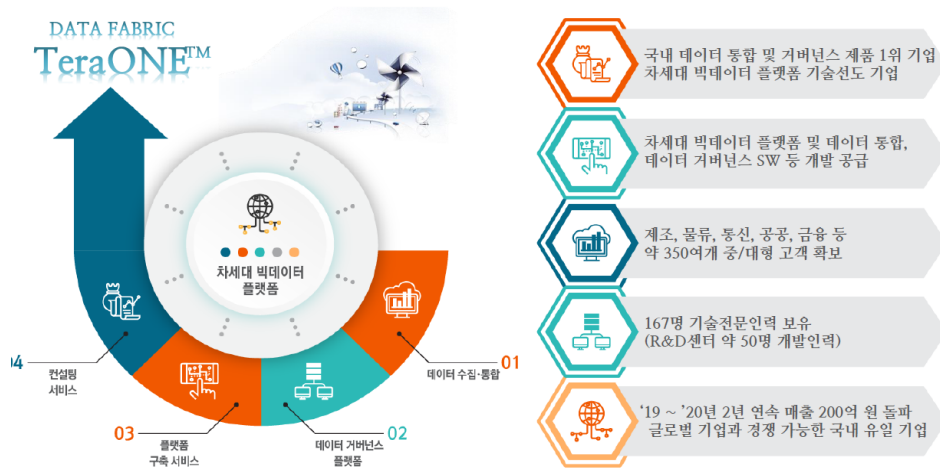 DATA FABRIC
TeraONE™
차세대 빅데이터
플랫폼
01
데이터 수집·통합
02
데이터 거버넌스
플랫폼
03
플랫폼
구축 서비스
04
컨설팅
서비스
국내 데이터 통합 및 거버넌스 제품 1위 기업
차세대 빅데이터 플랫폼 기술선도 기업
차세대 빅데이터 플랫폼 및 데이터 통합,
데이터 거버넌스 SW 등 개발 공급
제조, 물류, 통신, 공공, 금융 등
약 350여개 중/대형 고객 확보
167명 기술전문인력 보유
(R&D센터 약 50명 개발인력)
‘19 ~ ’20년 2년 연속 매출 200억 원 돌파
글로벌 기업과 경쟁 가능한 국내 유일 기업